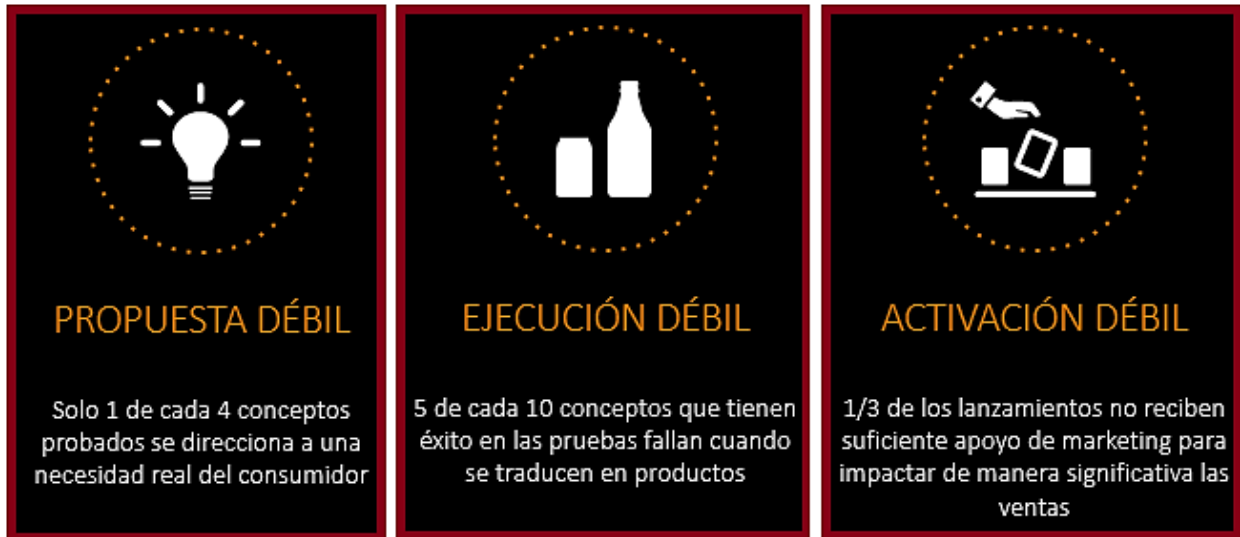 PROPUESTA DÉBIL
Solo 1 de cada 4 conceptos
probados se direcciona a una
necesidad real del consumidor
EJECUCIÓN DÉBIL
5 de cada 10 conceptos que tienen
éxito en las pruebas fallan cuando
se traducen en productos
ACTIVACIÓN DÉBIL
1/3 de los lanzamientos no reciben
suficiente apoyo de marketing para
impactar de manera significativa las
ventas